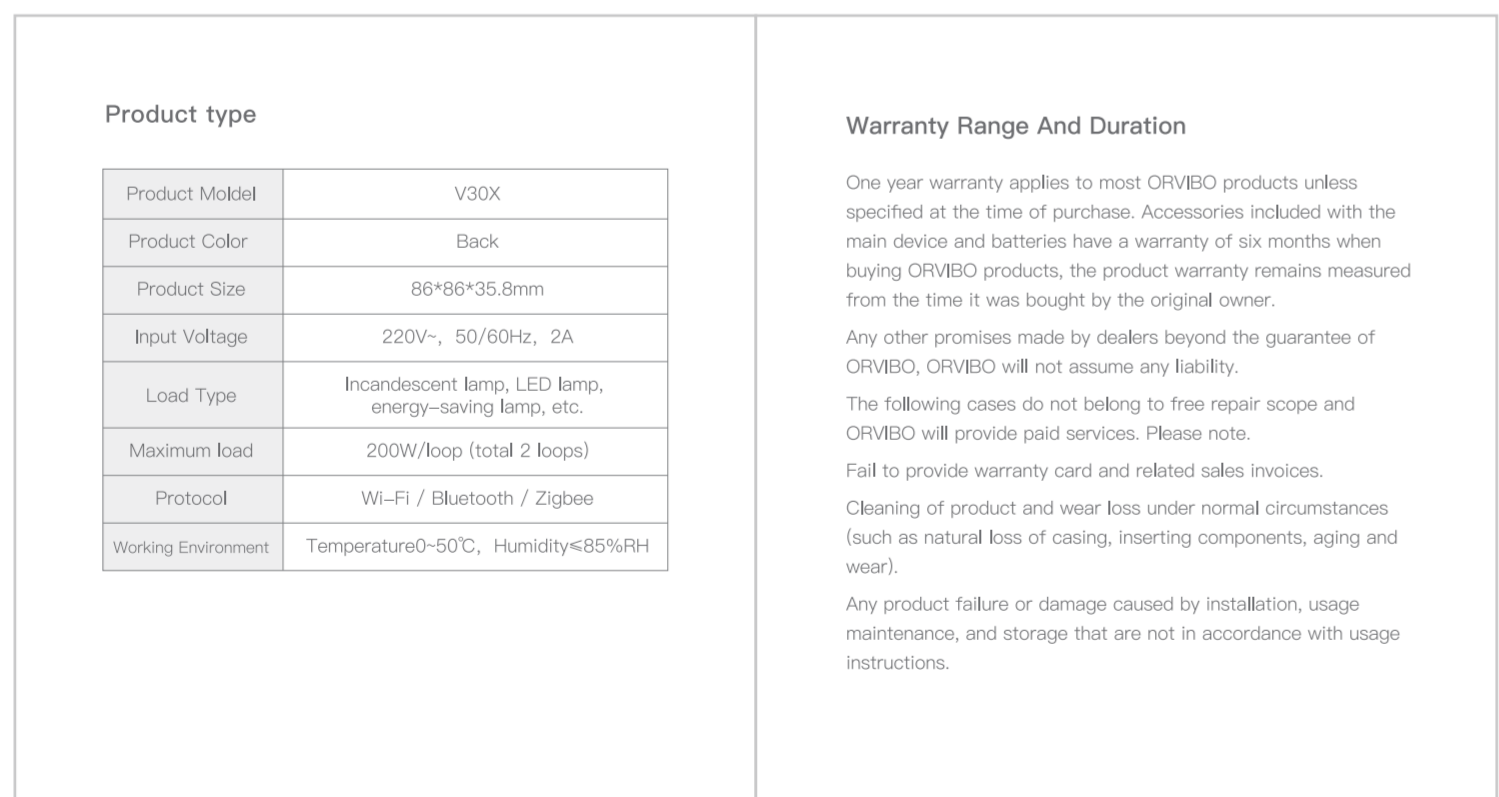 Product type
Product Moldel V30X
Product Color Back
Product Size 86*86*35.8mm
Input Voltage 220V~, 50/60Hz, 2A
Load Type Incandescent lamp, LED lamp,
energy-saving lamp, etc.
Maximum load 200W/loop (total 2 loops)
Protocol Wi-Fi / Bluetooth / Zigbee
Working Environment Temperature0~50℃, Humidity≤85%RH
Warranty Range And Duration
One year warranty applies to most ORVIBO products unless
specified at the time of purchase. Accessories included with the
main device and batteries have a warranty of six months when
buying ORVIBO products, the product warranty remains measured
from the time it was bought by the original owner.
Any other promises made by dealers beyond the guarantee of
ORVIBO, ORVIBO will not assume any liability.
The following cases do not belong to free repair scope and
ORVIBO will provide paid services. Please note.
Fail to provide warranty card and related sales invoices.
Cleaning of product and wear loss under normal circumstances
(such as natural loss of casing, inserting components, aging and
wear).
Any product failure or damage caused by installation, usage
maintenance, and storage that are not in accordance with usage
instructions.